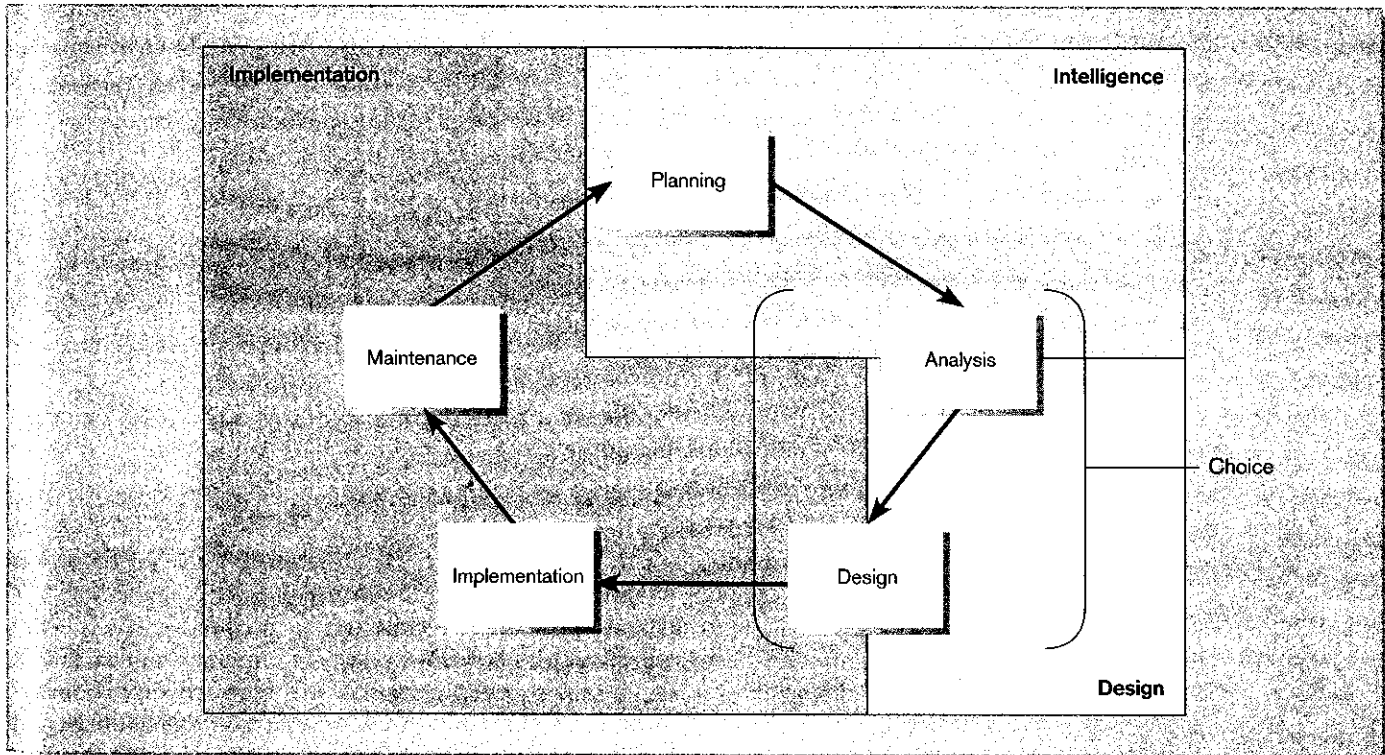 Implementation
Intelligence
Planning
Maintenance
Analysis
Choice
Implementation
Design
Design